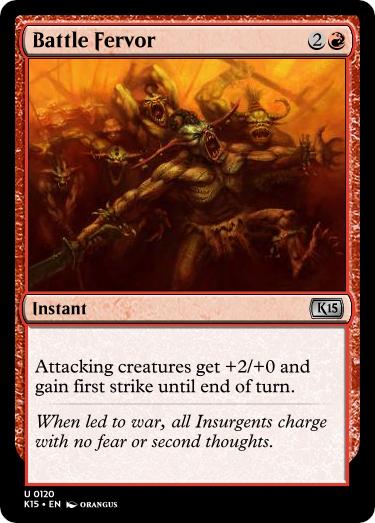 Battle Fervor 2
Instant K15
Attacking creatures get +2/+0 and
gain first strike until end of turn.
When led to war, all Insurgents charge
with no fear or second thoughts.
U 0120
K15 • EN ORANGUS